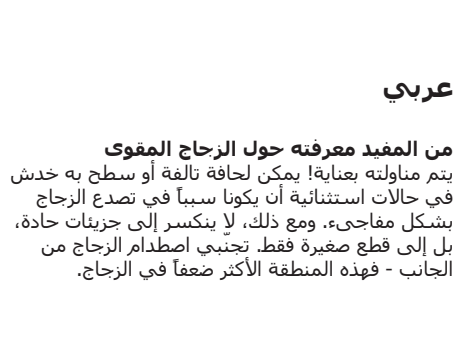 عربي
من المفيد معرفته حول الزجاج المقوى
يتم مناولته بعناية! يمكن لحافة تالفة أو سطح به خدش
في حالات استثنائية أن يكونا سبباً في تصدع الزجاج
بشكل مفاجىء. ومع ذلك، لا ينكسر إلى جزيئات حادة،
بل إلى قطع صغيرة فقط. تجنّبي اصطدام الزجاج من
الجانب - فهذه المنطقة الأكثر ضعفاً في الزجاج.